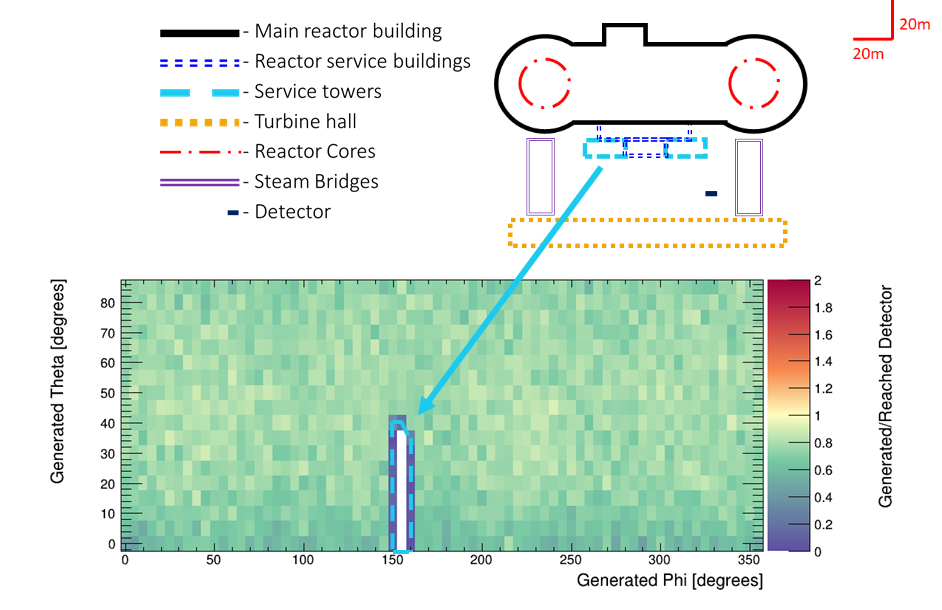 - Main reactor building
- Reactor service buildings
- Service towers
- Turbine hall
- Reactor Cores
- Steam Bridges
- Detector
20m
20m
Generated Theta [degrees]
80
70
60
50
40
30
20
10
0
0 50 100 150 200 250 300 350
Generated Phi [degrees]
2
1.8
1.6
1.4
1.2
1
0.8
0.6
0.4
0.2
0
Generated/Reached Detector